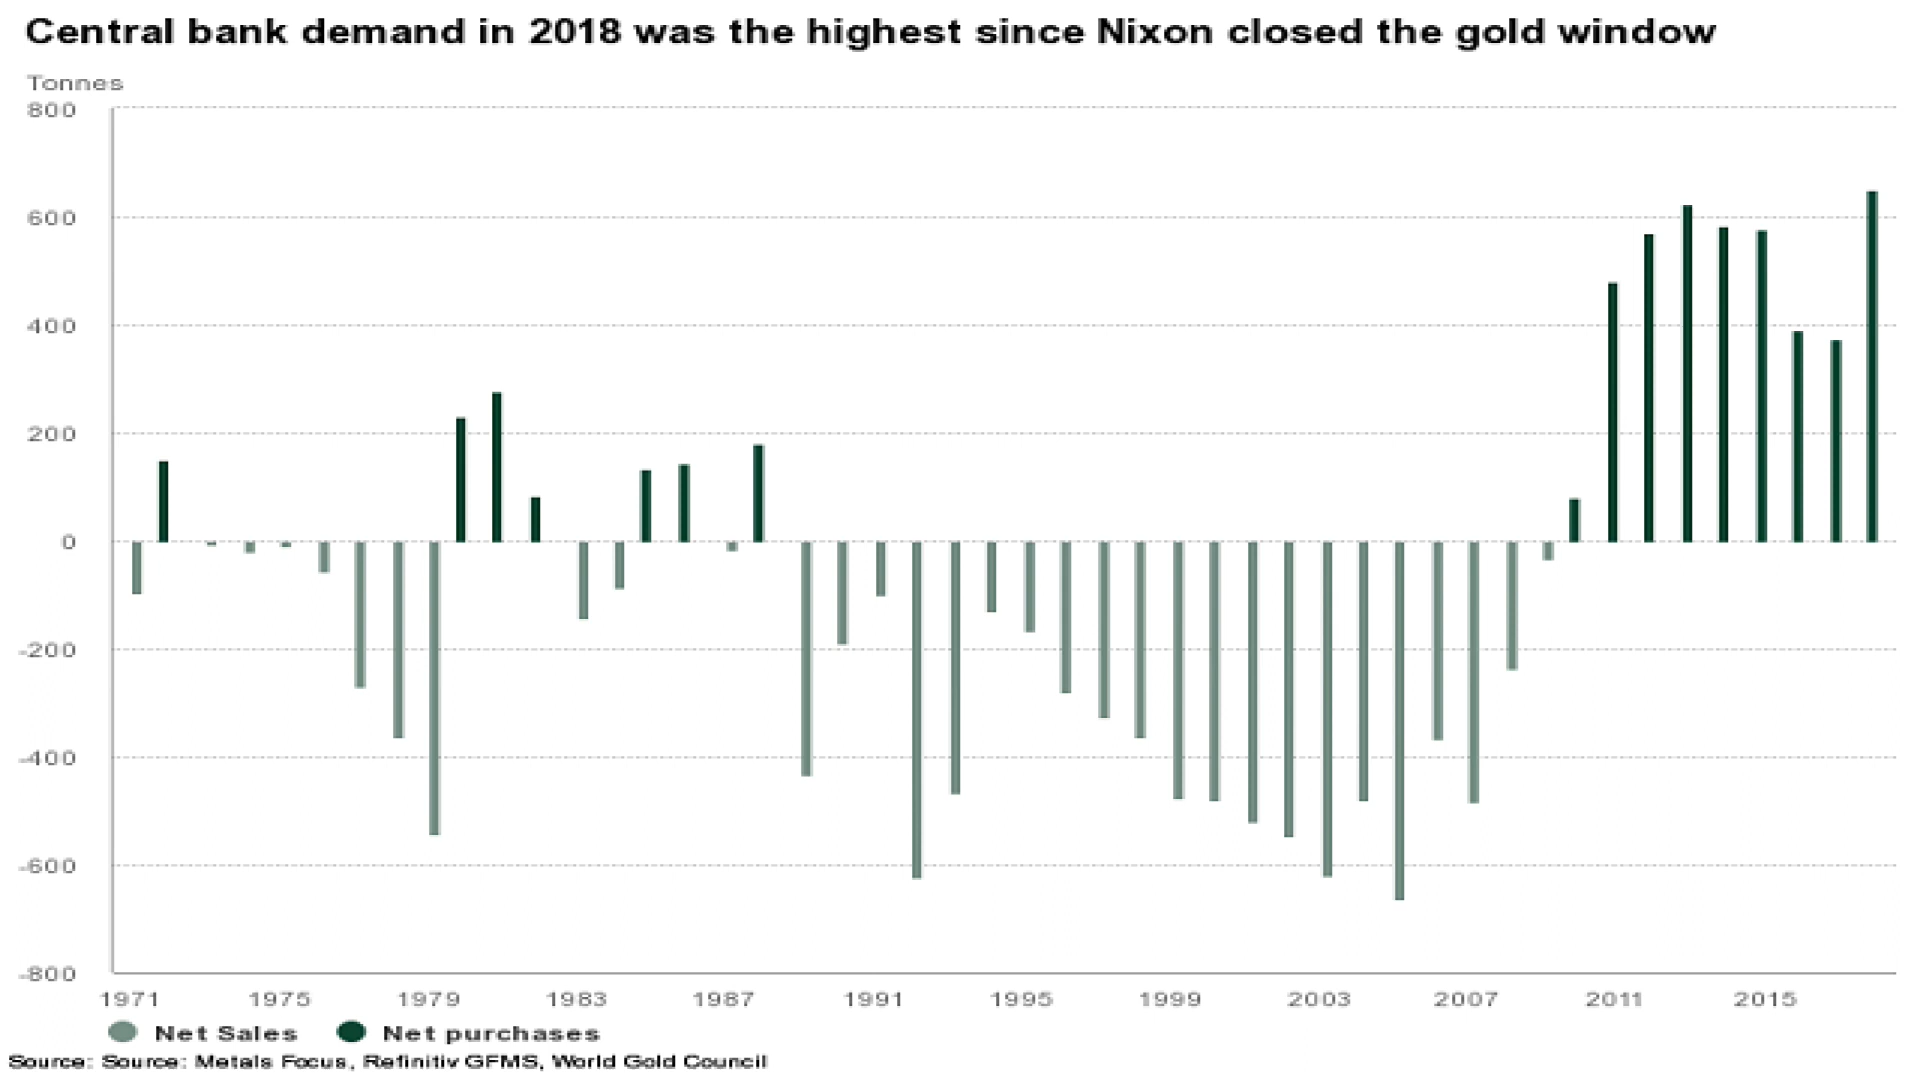 Central bank demand in 2018 was the highest since Nixon closed the gold window
Tonnes
800
600
400
200
0
-200
-400
-600
-800
1971 1975 1979 1983 1987 1991 1995 1999 2003 2007 2011 2015
Net Sales Net purchases
Source: Source: Metals Focus, Refinitiv GFMS, World Gold Council